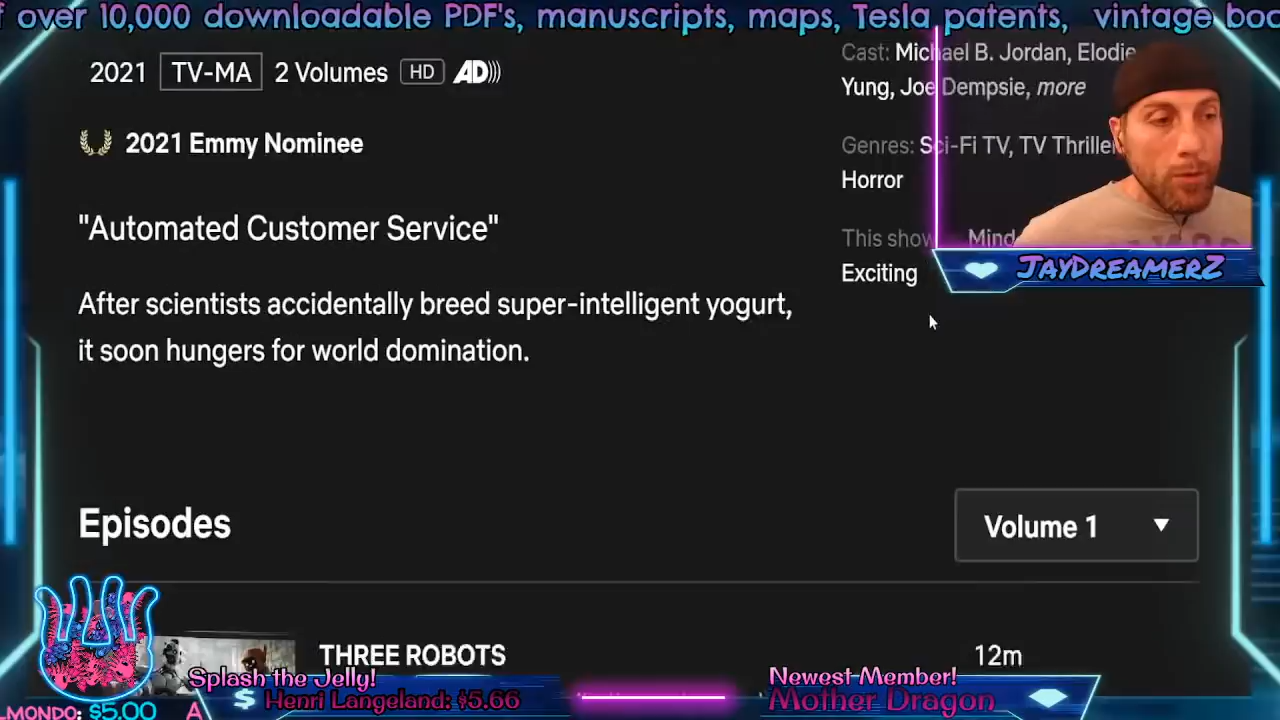 over 10,000 downloadable PDF's, manuscripts, maps, Tesla patents, vintage
2021 TV-MA 2 Volumes HD AD
2021 Emmy Nominee
"Automated Customer Service"
After scientists accidentally breed super-intelligent yogurt,
it soon hungers for world domination.
Cast: Michael B. Jordan, Elodie
Yung, Joe Dempsie, more
Genres: Sci-Fi TV, TV Thriller
Horror
This show
Exciting
JayDreamerZ
Episodes
Volume 1
THREE ROBOTS
12m
Splash the Jelly!
$ Henri Langeland: $5.66
Newest Member!
Mother Dragon
LMONDO: $5.00 A